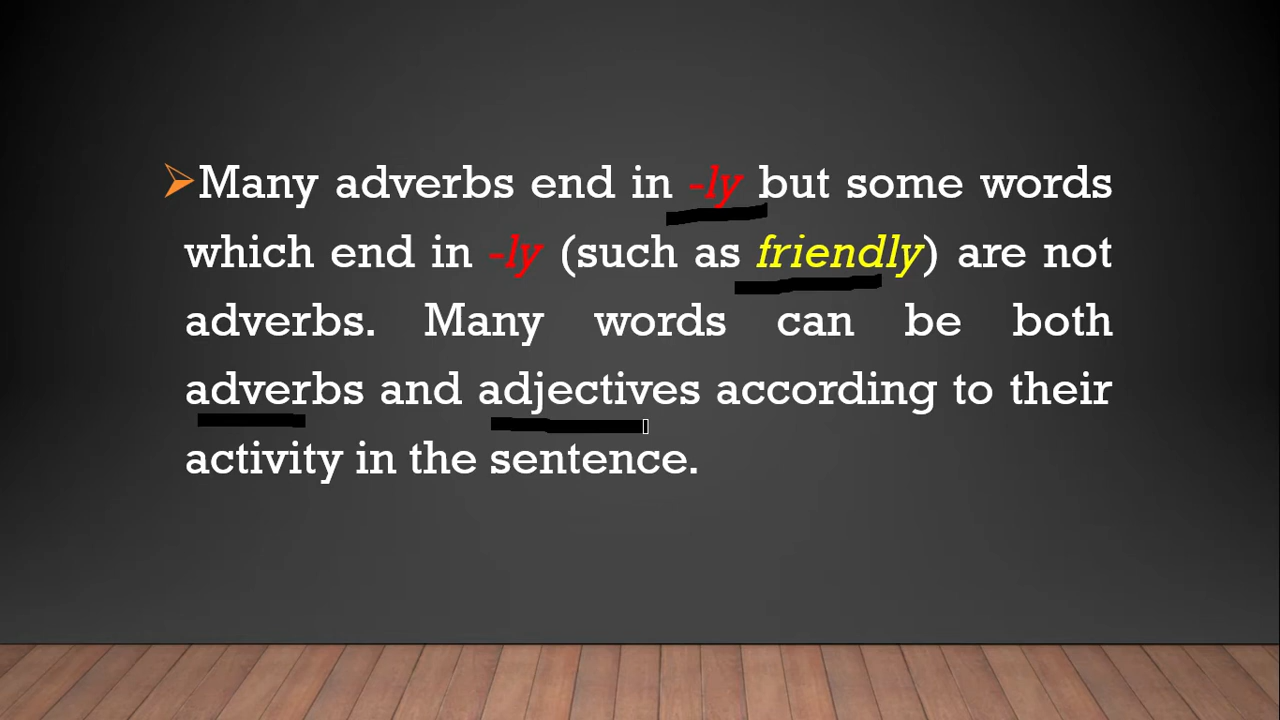 Many adverbs end in -ly but some words
which end in -ly (such as friendly) are not
adverbs. Many words can be both
adverbs and adjectives according to their
activity in the sentence.